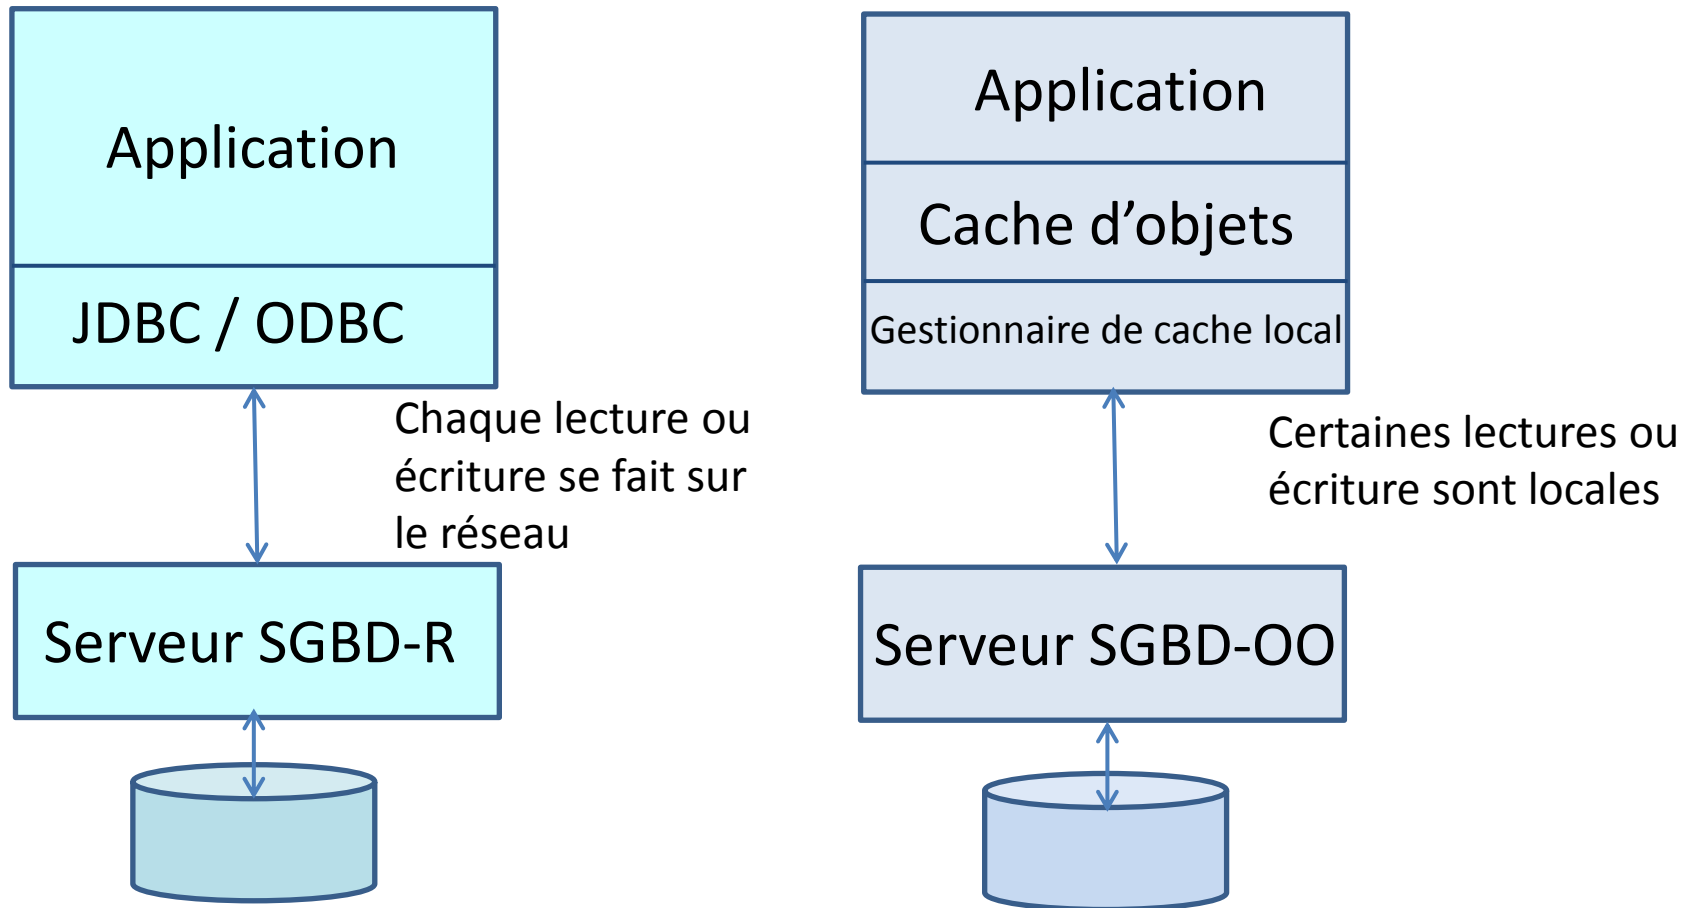 Application
JDBC / ODBC
Chaque lecture ou
écriture se fait sur
le réseau
Serveur SGBD-R
Application
Cache d’objets
Gestionnaire de cache local
Certaines lectures ou
écriture sont locales
Serveur SGBD-OO